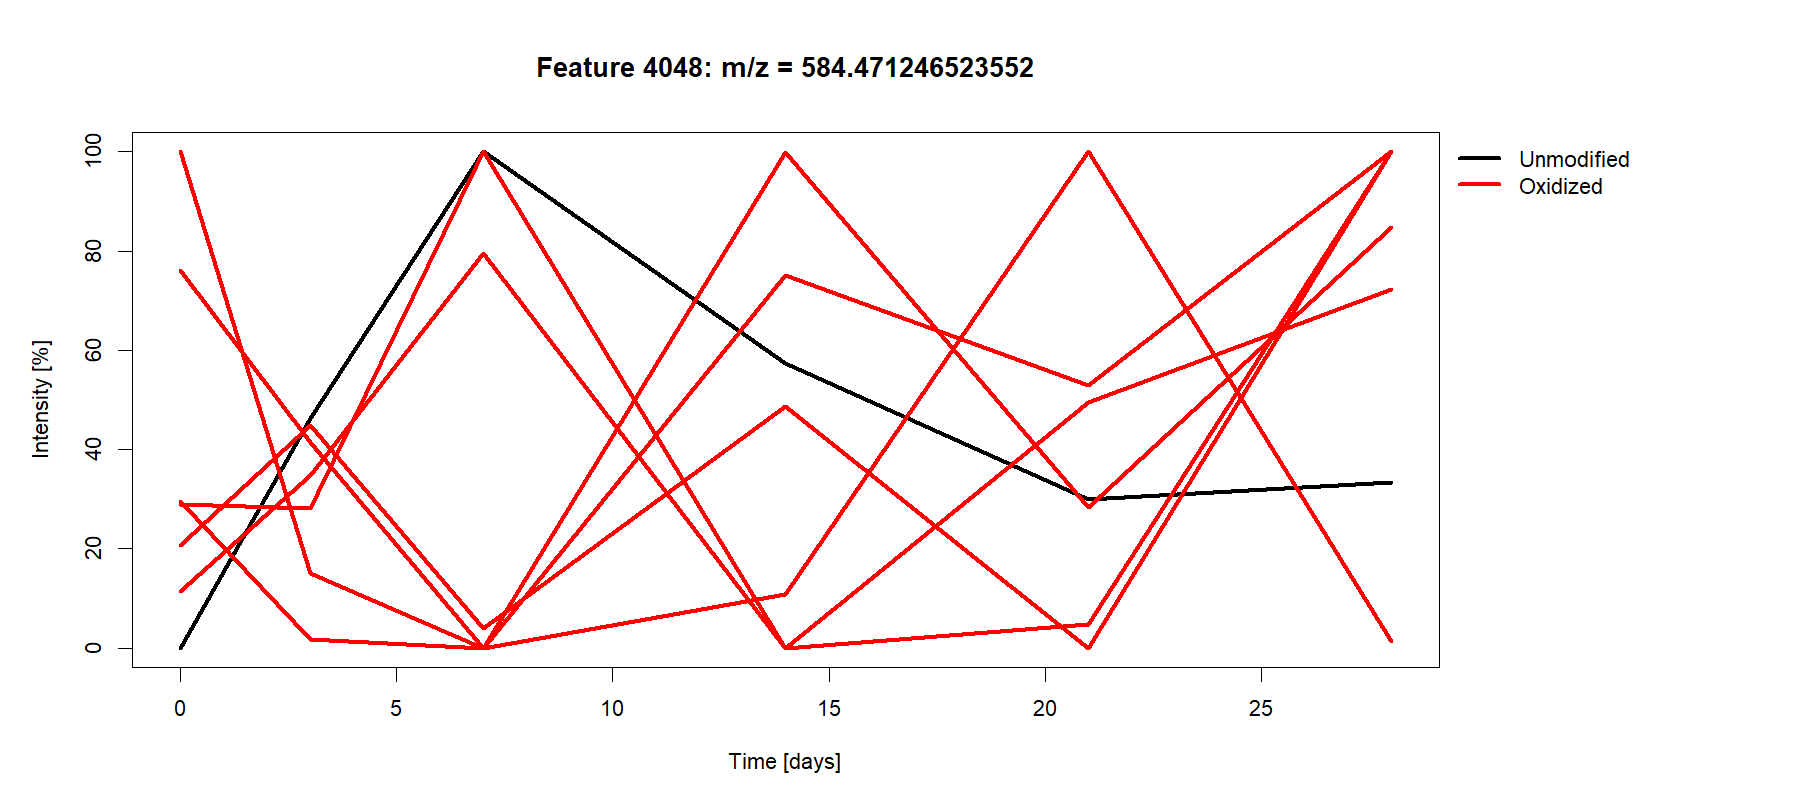 Feature 4048: m/z = 584.471246523552
Unmodified
Oxidized
Intensity [%]
100
80
60
40
20
0
0 5 10 15 20 25
Time [days]